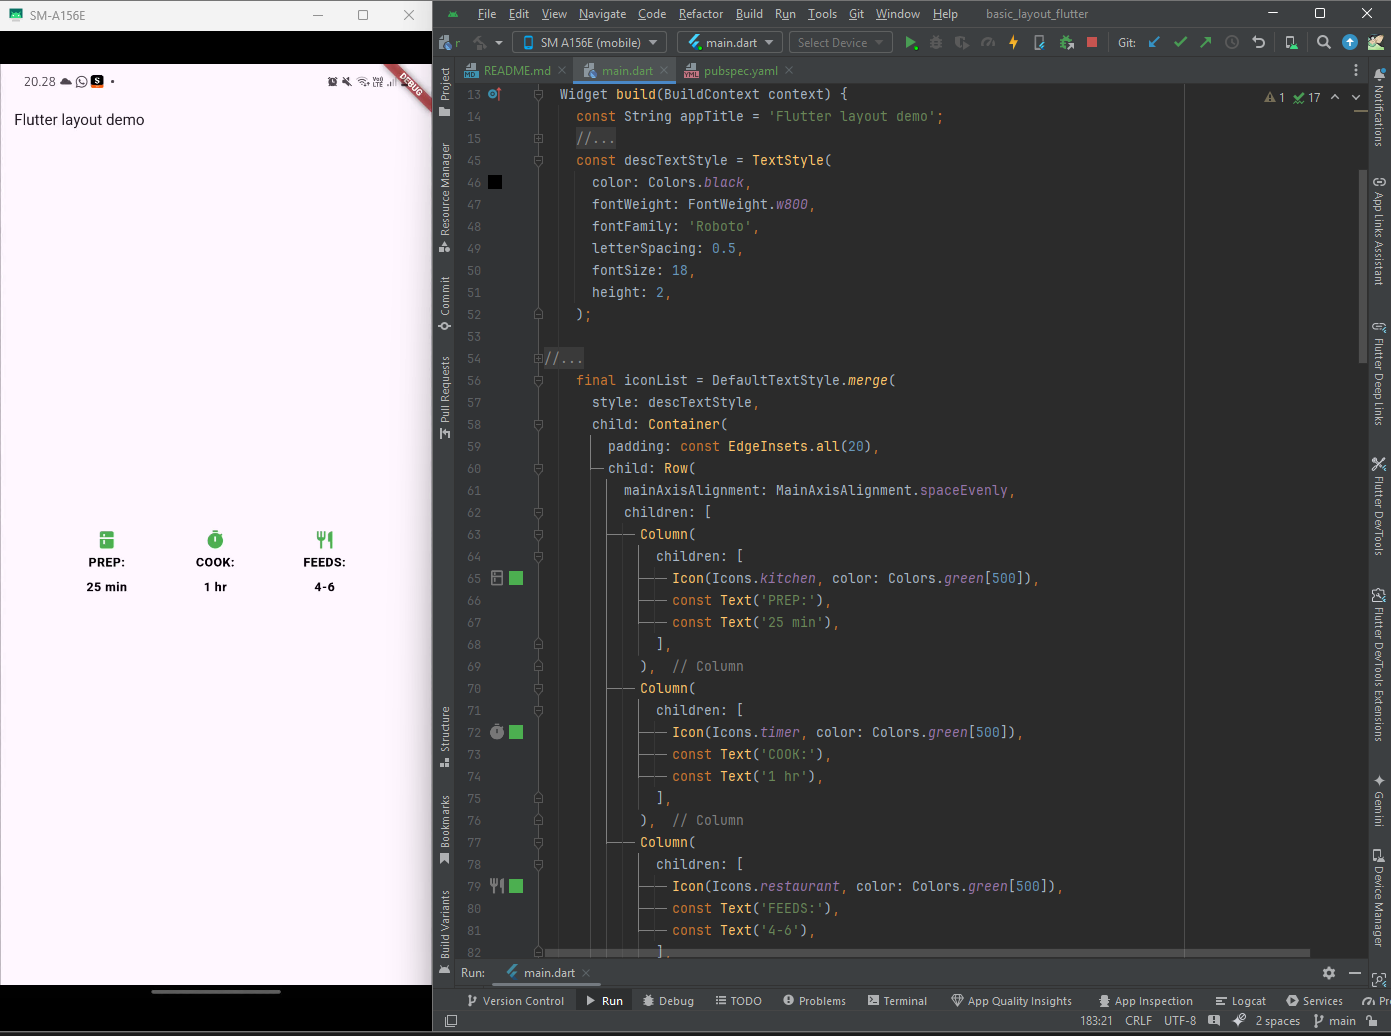 SM-A156E
20.28
DEBUG
Flutter layout demo
PREP:
COOK:
FEEDS:
25 min
1 hr
4-6
File Edit View Navigate Code Refactor Build Run Tools Git Window Help basic_layout_flutter
r SM A156E (mobile) main.dart Select Device Git:
README.md main.dart pubspec.yaml
13 Widget build(BuildContext context) {
14 const String appTitle = 'Flutter layout demo';
15 //...
45 const descTextStyle = TextStyle(
46 color: Colors.black,
47 fontWeight: FontWeight.w800,
48 fontFamily: 'Roboto',
49 letterSpacing: 0.5,
50 fontSize: 18,
51 height: 2,
52 );
53
54 //...
56 final iconList = DefaultTextStyle.merge(
57 style: descTextStyle,
58 child: Container(
59 padding: const EdgeInsets.all(20),
60 child: Row(
61 mainAxisAlignment: MainAxisAlignment.spaceEvenly,
62 children: [
63 Column(
64 children: [
65 Icon(Icons.kitchen, color: Colors.green[500]),
66 const Text('PREP:'),
67 const Text('25 min'),
68 ],
69 ), // Column
70 Column(
71 children: [
72 Icon(Icons.timer, color: Colors.green[500]),
73 const Text('COOK:'),
74 const Text('1 hr'),
75 ],
76 ), // Column
77 Column(
78 children: [
79 Icon(Icons.restaurant, color: Colors.green[500]),
80 const Text('FEEDS:'),
81 const Text('4-6'),
82 ],
1 17
Project
Resource Manager
Commit
Pull Requests
Structure
Bookmarks
Build Variants
Notifications
App Links Assistant
Flutter Deep Links
Flutter DevTools
Flutter DevTools Extensions
Gemini
Device Manager
Run: main.dart
Version Control Run Debug TODO Problems Terminal App Quality Insights App Inspection Logcat Services Pr
183:21 CRLF UTF-8 2 spaces main